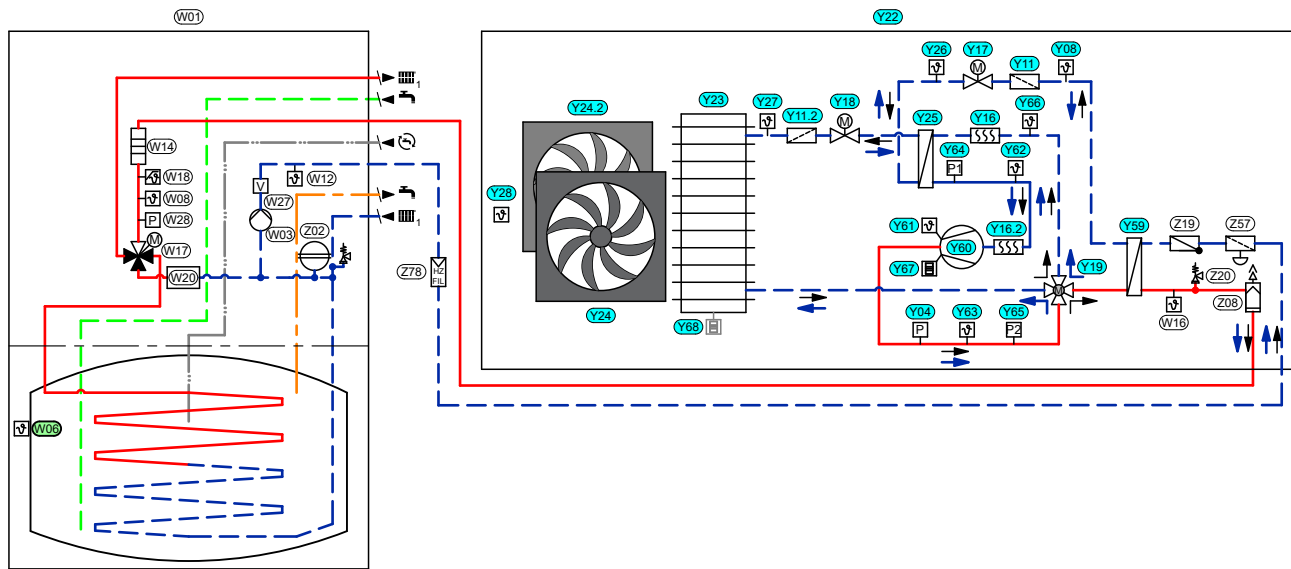 W01
Y22
1
W14
W18
W08
P
W28
M
W17
W20
V
W27
W03
W12
Z02
1
Z78
HZ
FIL
W06
Y24.2
Y28
Y24
Y23
Y27
Y11.2
Y18
M
Y26
Y17
M
Y11
Y08
Y25
Y16
Y66
Y64
P1
Y62
Y61
Y60
Y16.2
Y67
Y68
Y04
P
Y63
Y65
P2
Y19
M
Y59
Z19
Z57
W16
Z20
Z08